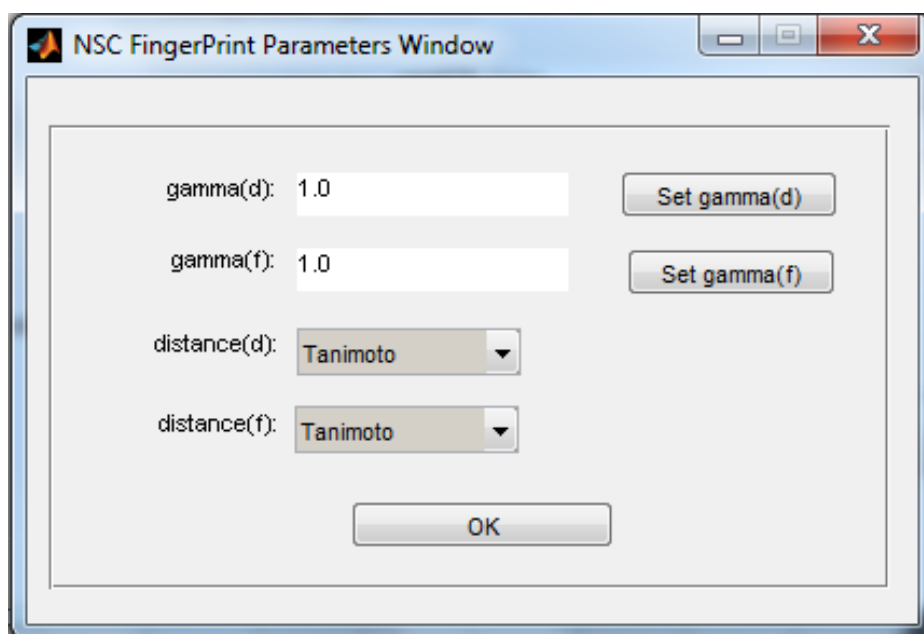 NSC FingerPrint Parameters Window
gamma(d): 1.0 Set gamma(d)
gamma(f): 1.0 Set gamma(f)
distance(d): Tanimoto
distance(f): Tanimoto
OK